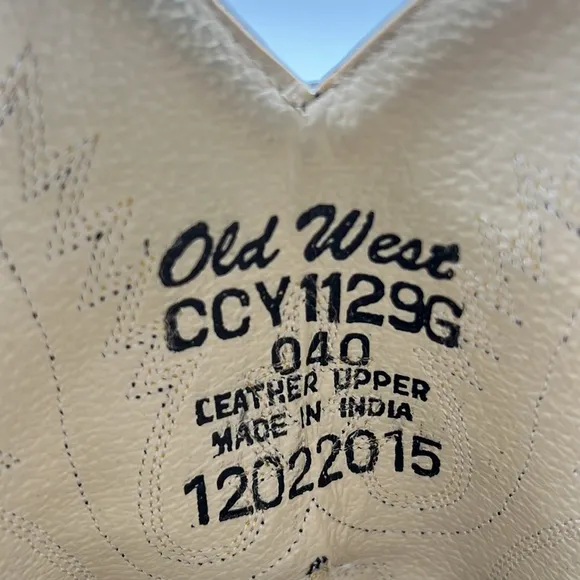 Old West
CCY1129G
040
LEATHER UPPER
MADE IN INDIA
12022015